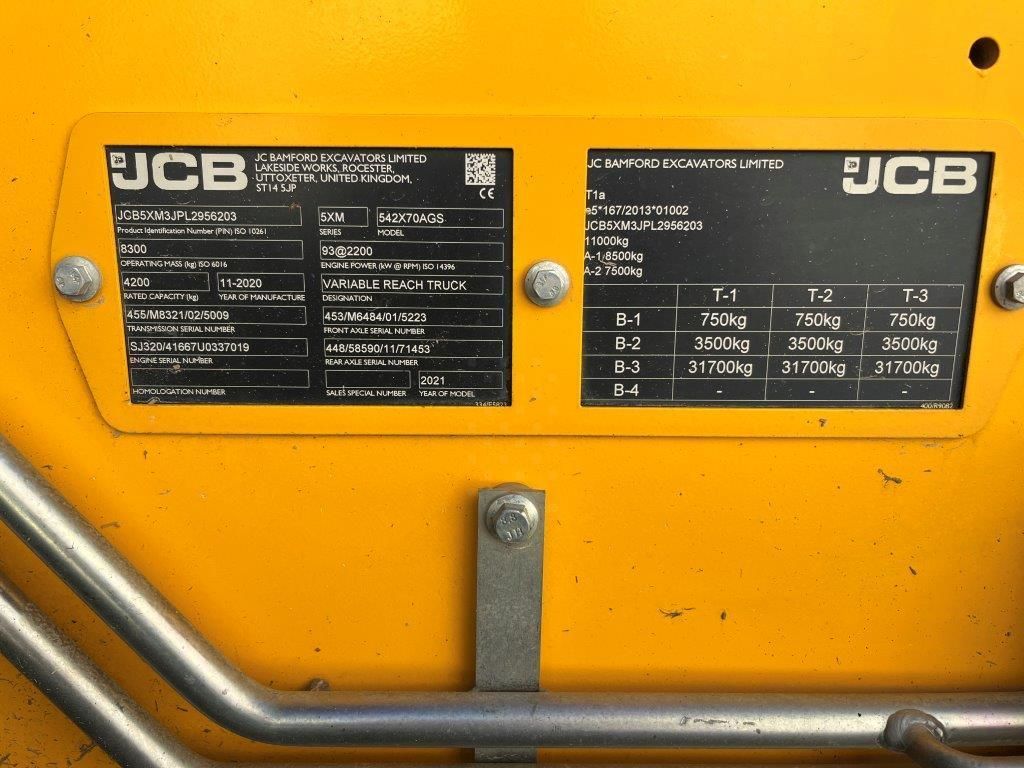 JCB
JC BAMFORD EXCAVATORS LIMITED
LAKESIDE WORKS, ROCESTER,
UTTOXETER, UNITED KINGDOM,
ST14 5JP
CE
JCB5XM3JPL2956203 5XM 542X70AGS
Product Identification Number (PIN) ISO 10261 SERIES MODEL
8300 93@2200
OPERATING MASS (kg) ISO 6016 ENGINE POWER (kW @ RPM) ISO 14396
4200 11-2020 VARIABLE REACH TRUCK
RATED CAPACITY (kg) YEAR OF MANUFACTURE DESIGNATION
455/M8321/02/5009 453/M6484/01/5223
TRANSMISSION SERIAL NUMBER FRONT AXLE SERIAL NUMBER
SJ320/41667U0337019 448/58590/11/71453
ENGINE SERIAL NUMBER REAR AXLE SERIAL NUMBER
2021
HOMOLOGATION NUMBER SALES SPECIAL NUMBER YEAR OF MODEL
JC BAMFORD EXCAVATORS LIMITED JCB
T1a
e5*167/2013*01002
JCB5XM3JPL2956203
11000kg
A-1 8500kg
A-2 7500kg
T-1 T-2 T-3
B-1 750kg 750kg 750kg
B-2 3500kg 3500kg 3500kg
B-3 31700kg 31700kg 31700kg
B-4 - - -